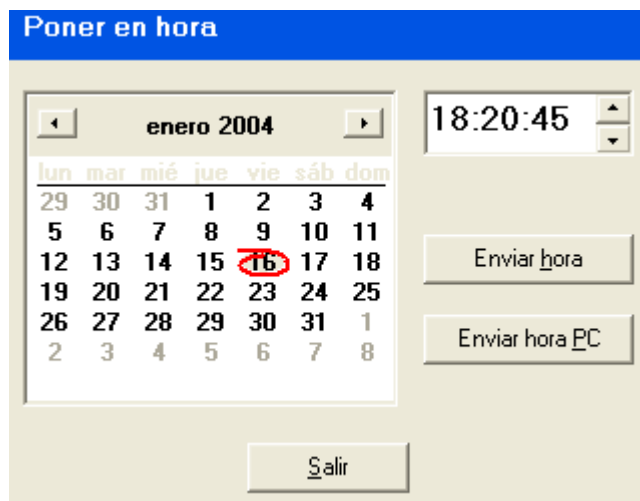 Poner en hora
enero 2004
18:20:45
lun mar mié jue vie sáb dom
29 30 31 1 2 3 4
5 6 7 8 9 10 11
12 13 14 15 16 17 18
19 20 21 22 23 24 25
26 27 28 29 30 31 1
2 3 4 5 6 7 8
Enviar hora
Enviar hora PC
Salir